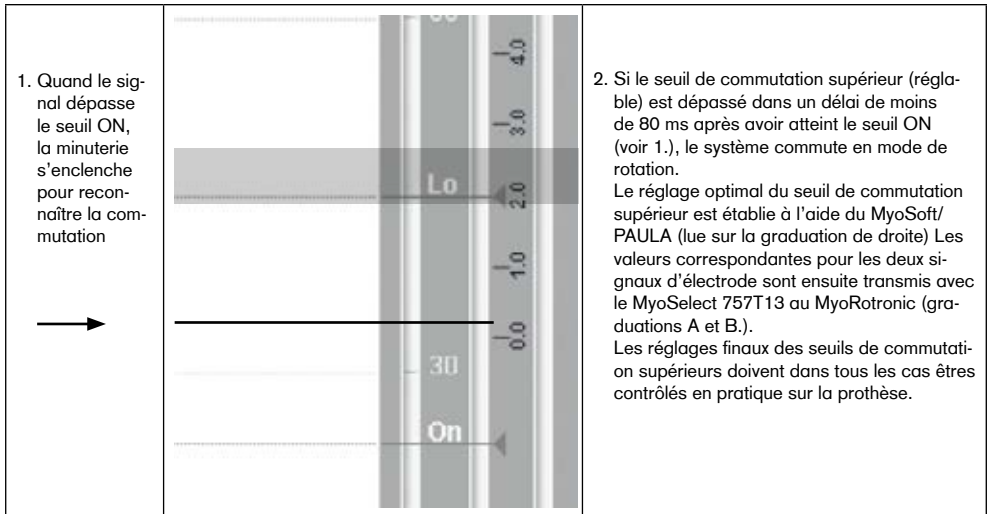 1. Quand le sig-
nal dépasse
le seuil ON,
la minuterie
s'enclenche
pour recon-
naître la com-
mutation
4.0
3.0
Lo
2.0
1.0
0.0
30
On
2. Si le seuil de commutation supérieur (régla-
ble) est dépassé dans un délai de moins
de 80 ms après avoir atteint le seuil ON
(voir 1.), le système commute en mode de
rotation.
Le réglage optimal du seuil de commutation
supérieur est établie à l'aide du MyoSoft/
PAULA (lue sur la graduation de droite) Les
valeurs correspondantes pour les deux si-
gnaux d'électrode sont ensuite transmis avec
le MyoSelect 757T13 au MyoRotronic (gra-
duations A et B.).
Les réglages finaux des seuils de commutati-
on supérieurs doivent dans tous les cas êtres
contrôlés en pratique sur la prothèse.